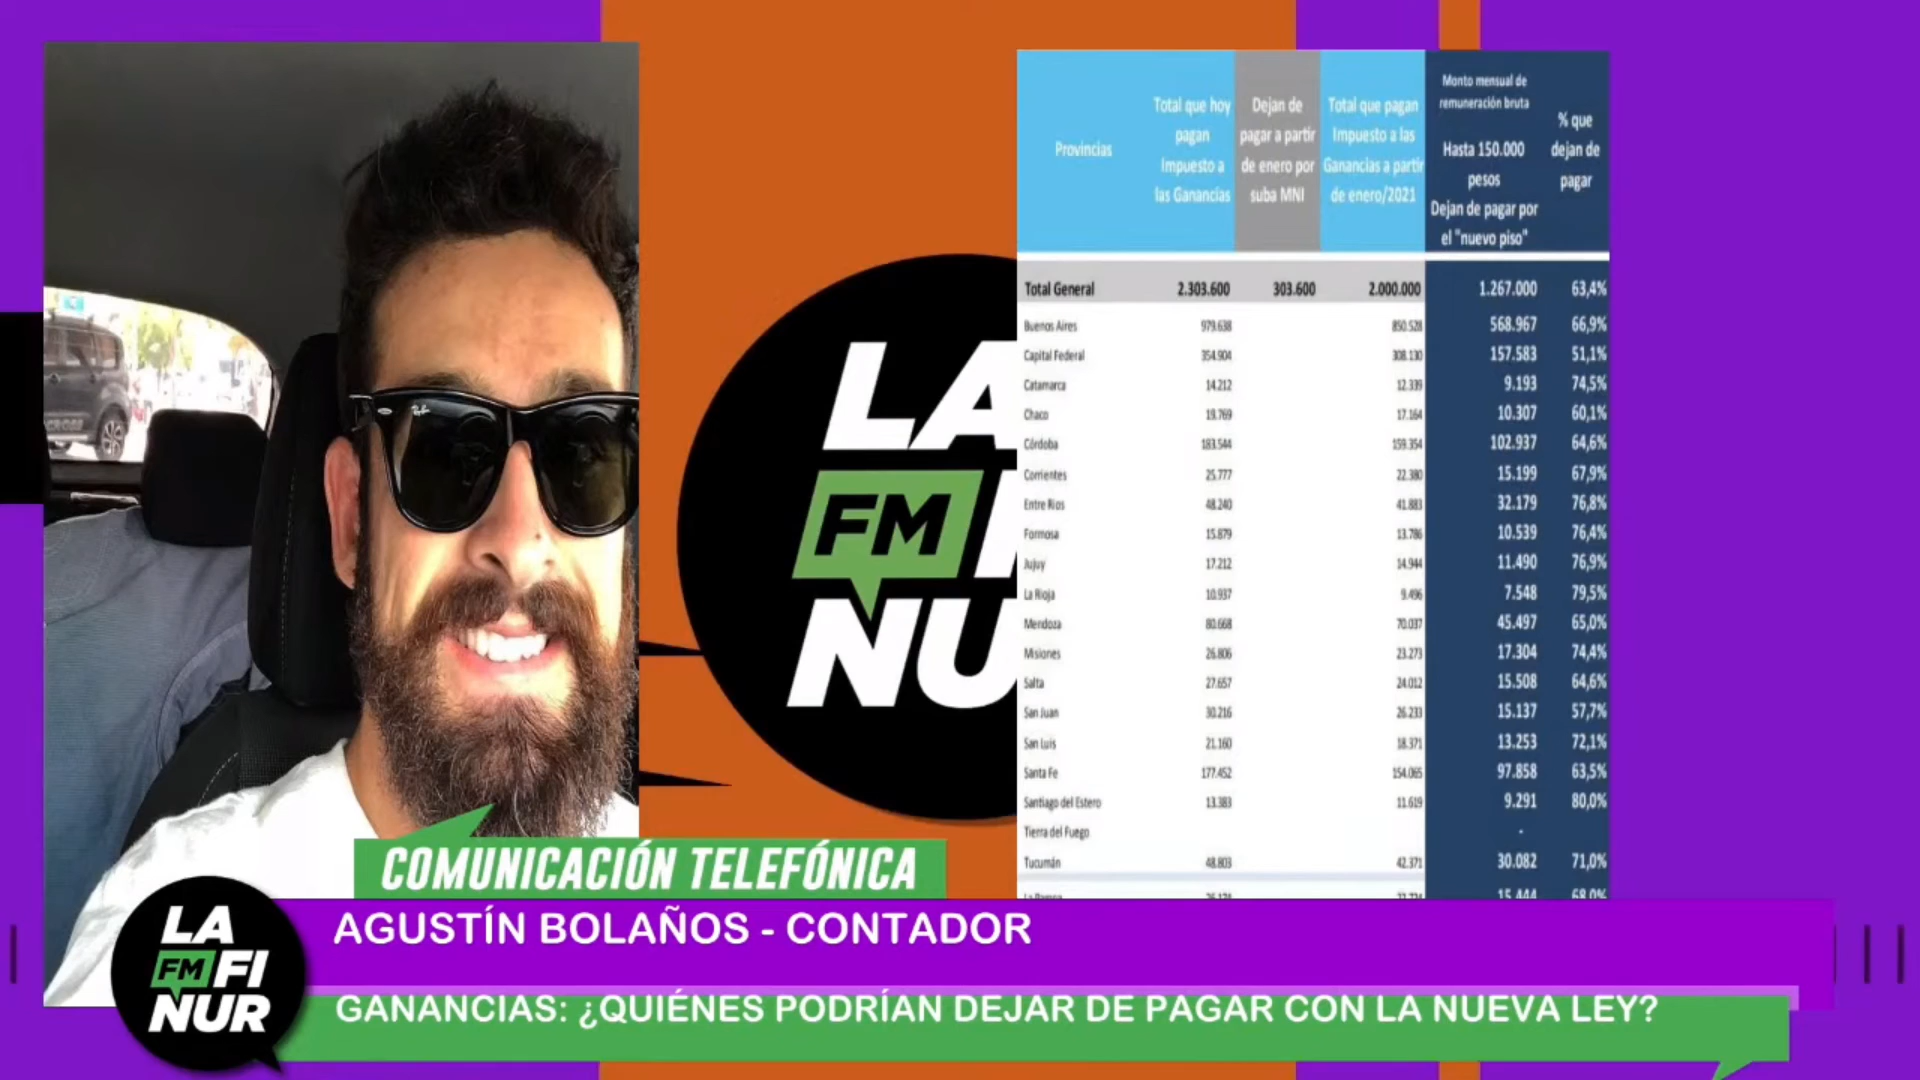 Provincias
Total que hoy
pagan
Impuesto a
las Ganancias
Dejan de
pagar a partir
de enero por
suba MNI
Total que pagan
Impuesto a las
Ganancias a partir
de enero/2021
Monto mensual de
remuneración bruta
Hasta 150.000
pesos
Dejan de pagar por
el "nuevo piso"
% que
dejan de
pagar
Total General 2.303.600 303.600 2.000.000 1.267.000 63,4%
Buenos Aires 979.638 850.528 568.967 66,9%
Capital Federal 354.904 308.130 157.583 51,1%
Catamarca 14.212 12.339 9.193 74,5%
Chaco 19.769 17.164 10.307 60,1%
Córdoba 183.544 159.354 102.937 64,6%
Corrientes 25.777 22.380 15.199 67,9%
Entre Rios 48.240 41.883 32.179 76,8%
Formosa 15.879 13.786 10.539 76,4%
Jujuy 17.212 14.944 11.490 76,9%
La Rioja 10.937 9.496 7.548 79,5%
Mendoza 80.668 70.037 45.497 65,0%
Misiones 26.806 23.273 17.304 74,4%
Salta 27.657 24.012 15.508 64,6%
San Juan 30.216 26.233 15.137 57,7%
San Luis 21.160 18.371 13.253 72,1%
Santa Fe 177.452 154.065 97.858 63,5%
Santiago del Estero 13.383 11.619 9.291 80,0%
Tierra del Fuego -
Tucumán 48.803 42.371 30.082 71,0%
15.444 68,0%
LA
FM
NU
Ray-Ban
CROSS
COMUNICACIÓN TELEFÓNICA
AGUSTÍN BOLAÑOS - CONTADOR
GANANCIAS: ¿QUIÉNES PODRÍAN DEJAR DE PAGAR CON LA NUEVA LEY?
LA
FM FI
NUR